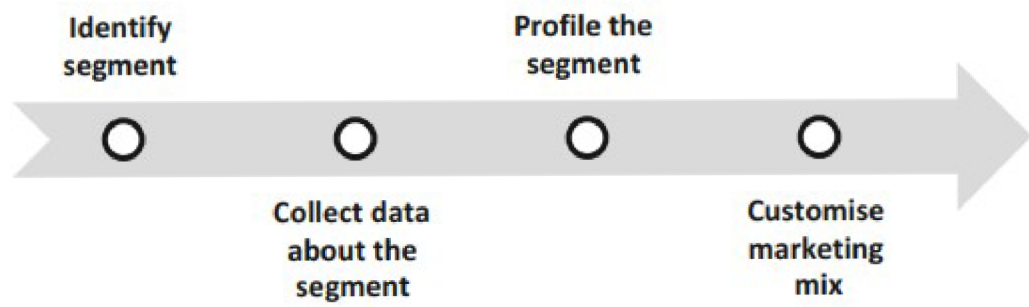 Identify
segment
Collect data
about the
segment
Profile the
segment
Customise
marketing
mix